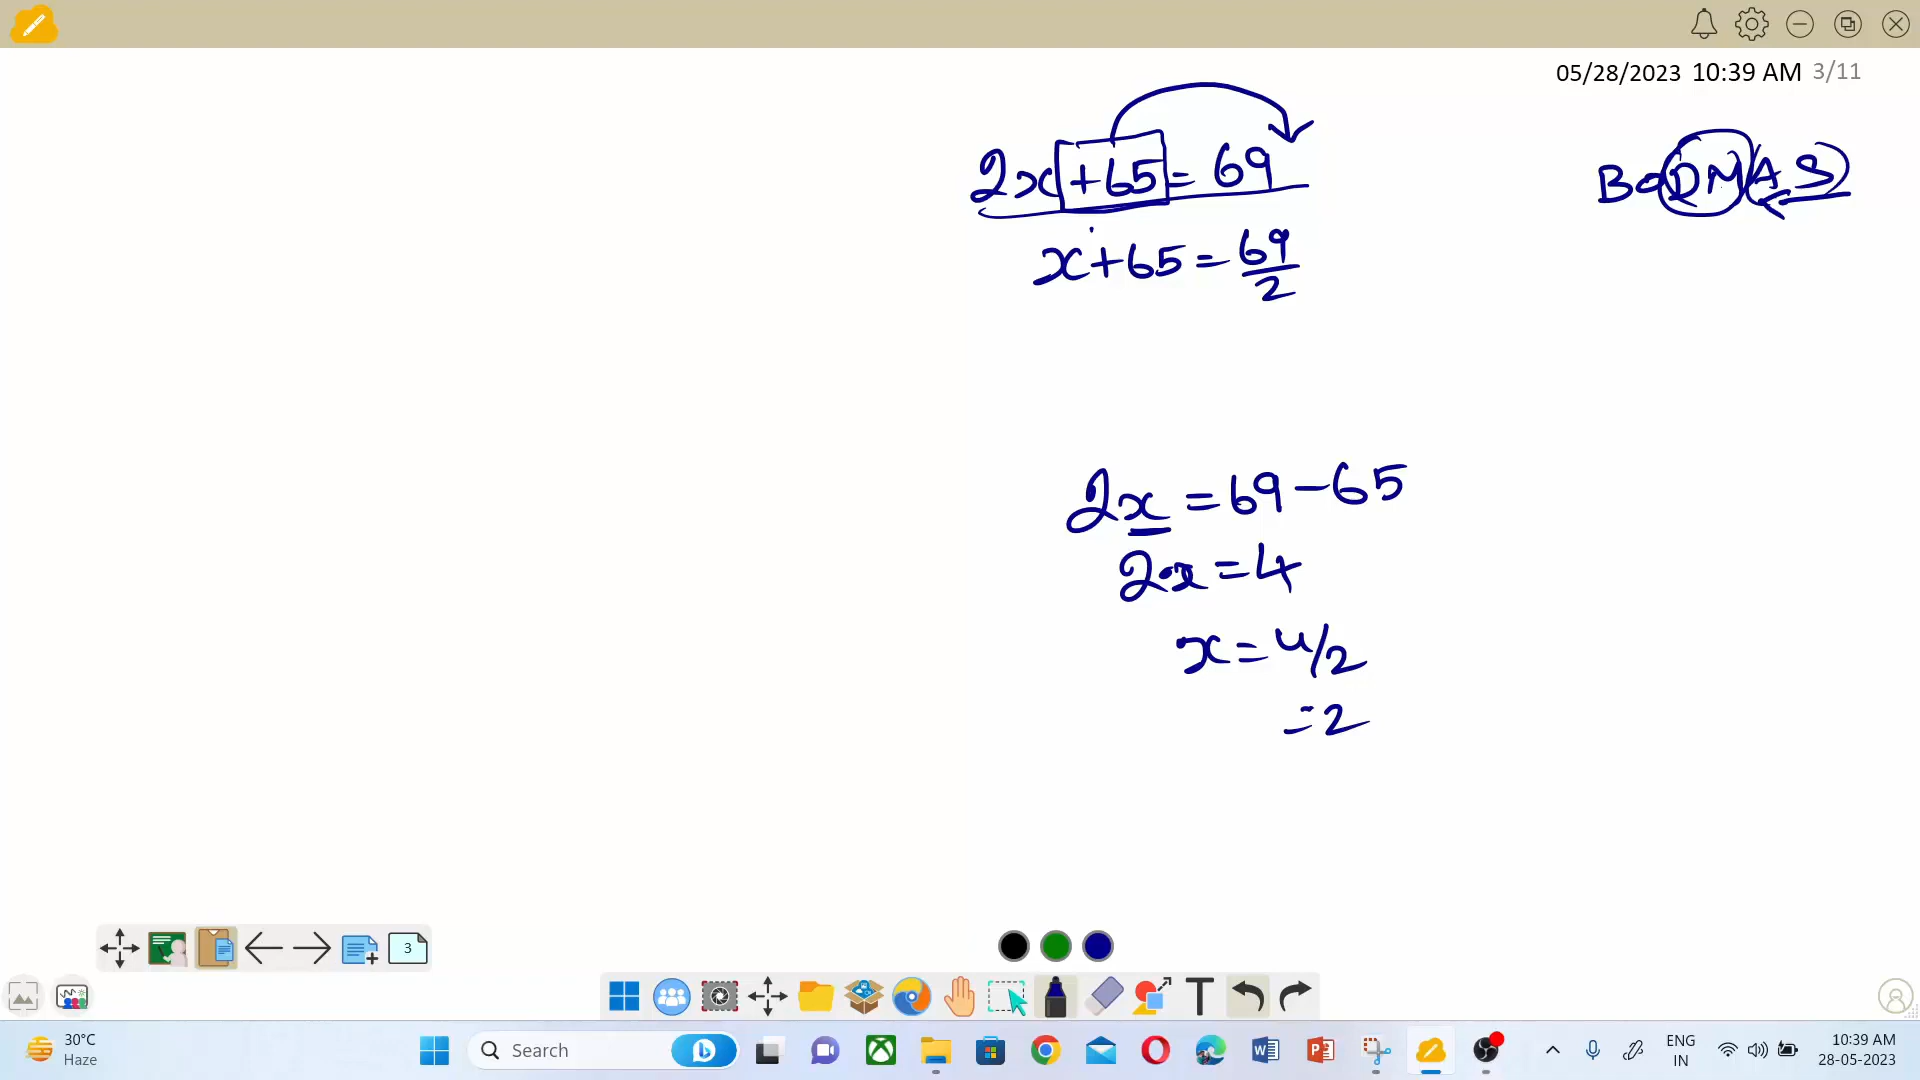 05/28/2023 10:39 AM 3/11
2x+65=69
BoDMAS
x+65=69/2
2x=69-65
2x=4
x=4/2
=2
3
T
30°C
Haze
Search
ENG
IN
10:39 AM
28-05-2023